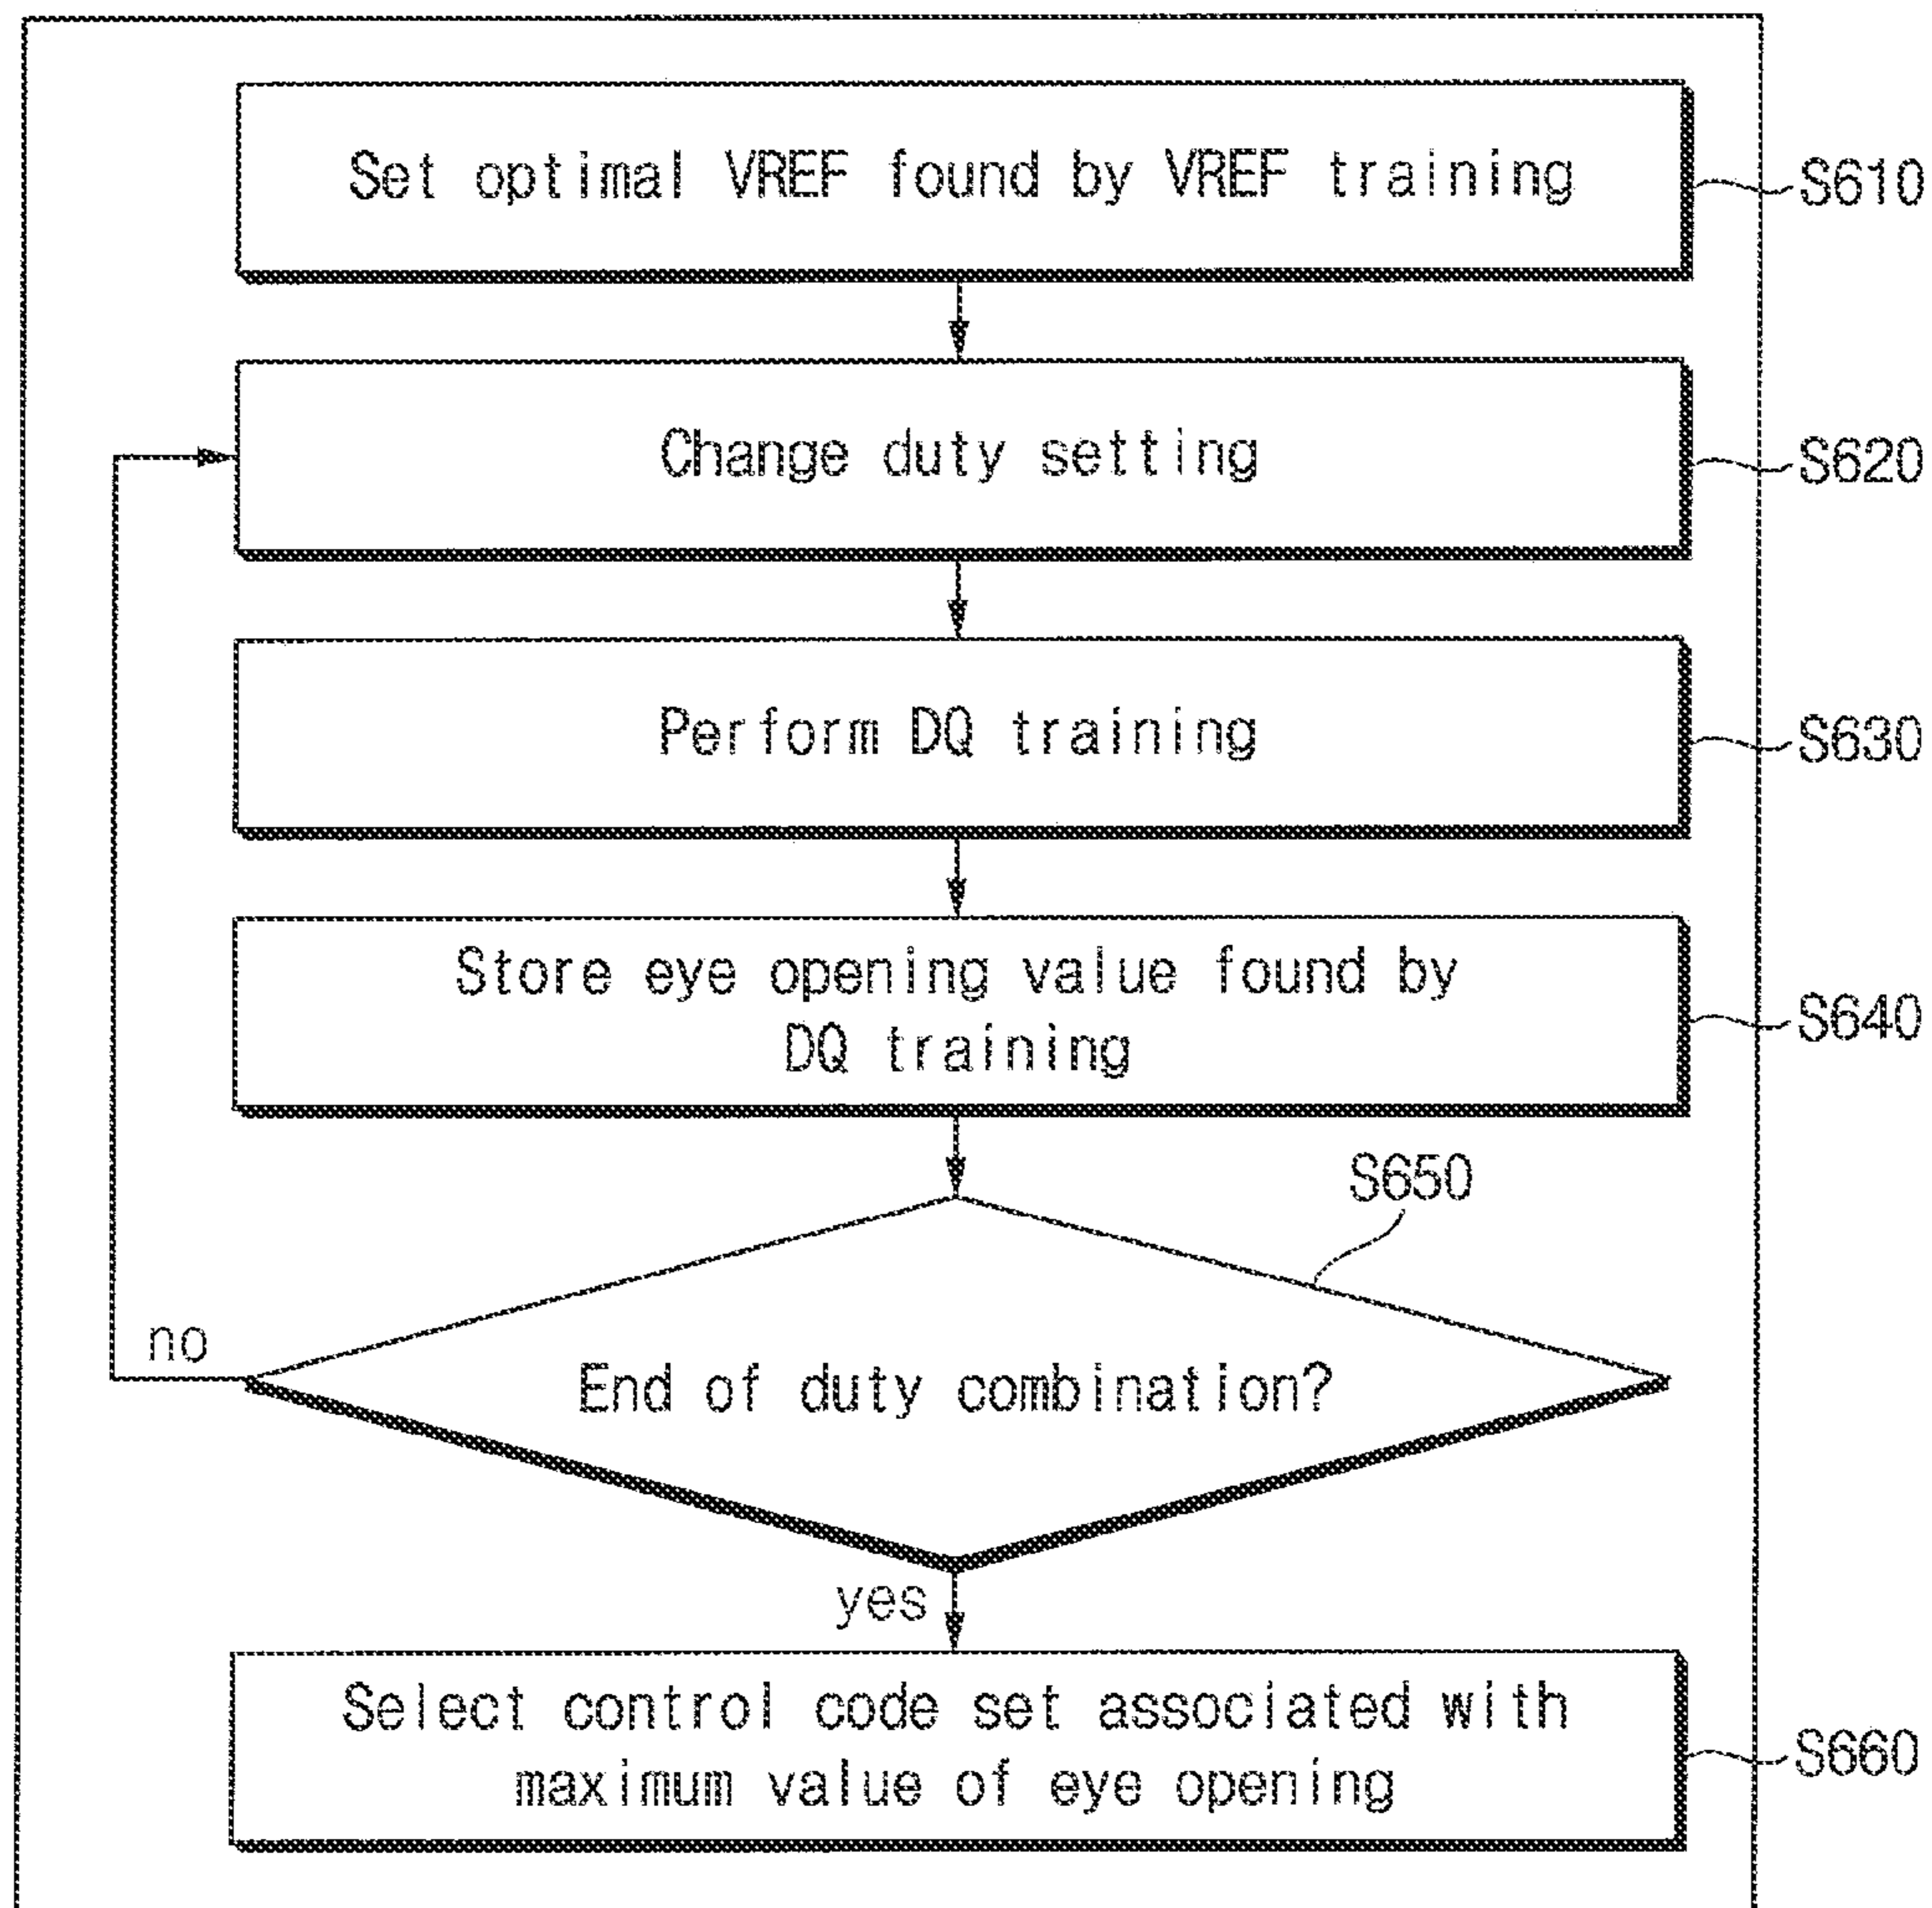 Set optimal VREF found by VREF training
S610
Change duty setting
S620
Perform DQ training
S630
Store eye opening value found by
DQ training
S640
S650
no
End of duty combination?
yes
Select control code set associated with
maximum value of eye opening
S660